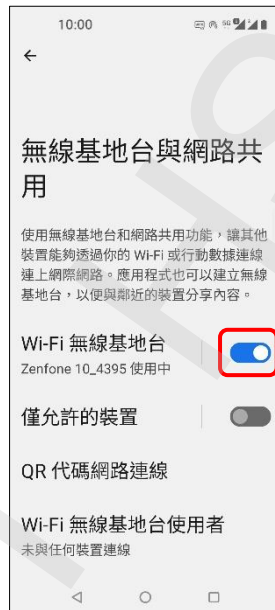 10:00
無線基地台與網路共
用
使用無線基地台和網路共用功能，讓其他
裝置能夠透過你的 Wi-Fi 或行動數據連線
連上網際網路。應用程式也可以建立無線
基地台，以便與鄰近的裝置分享內容。
Wi-Fi 無線基地台
Zenfone 10_4395 使用中
僅允許的裝置
QR 代碼網路連線
Wi-Fi 無線基地台使用者
未與任何裝置連線